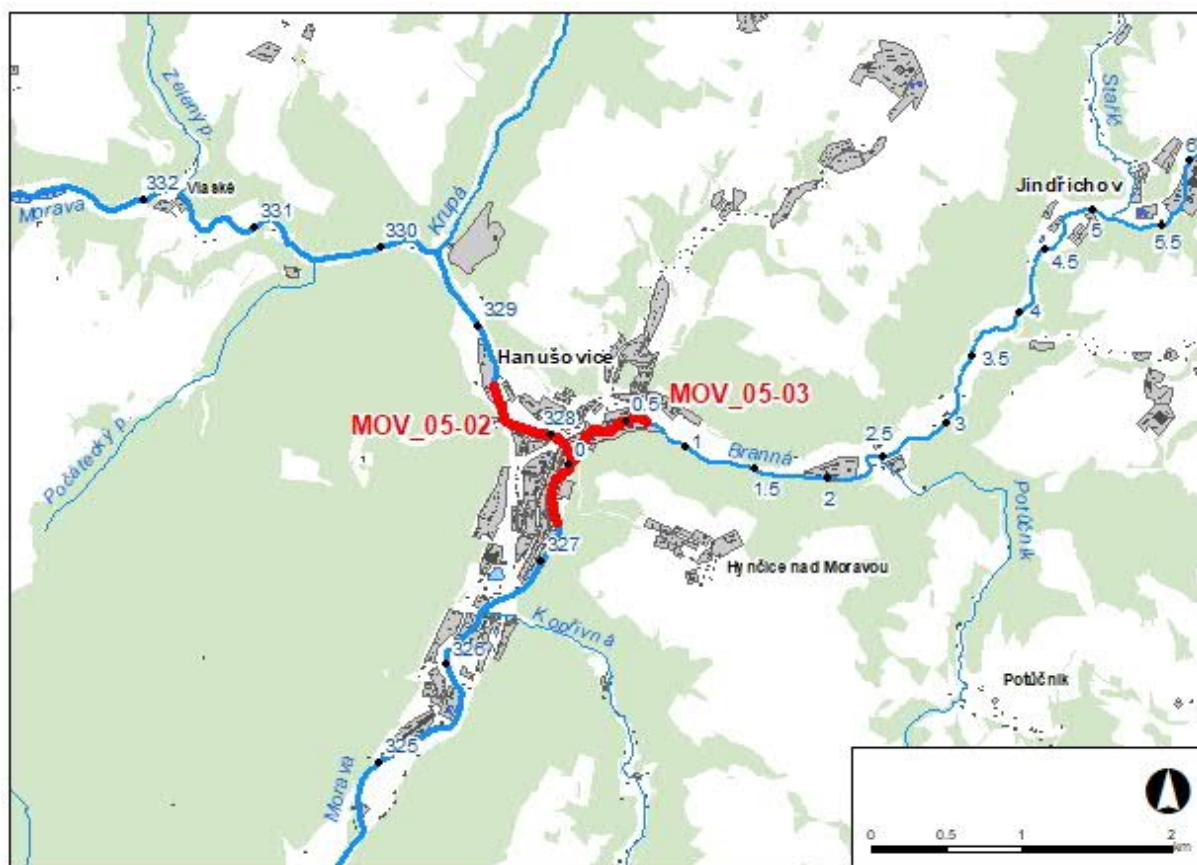 Zelený p.
Staříč
332
Vlaské
Morava
331
330
Krupá
Jindřichov
6
5
5.5
4.5
329
4
Hanušovice
3.5
MOV_05-02
328
0.5
MOV_05-03
0
1
Branná
1.5
2
2.5
3
Počátecký p.
Potůčník
327
Hynčice nad Moravou
Kopřivná
326
Potůčník
325
Morava
0
0.5
1
2
km